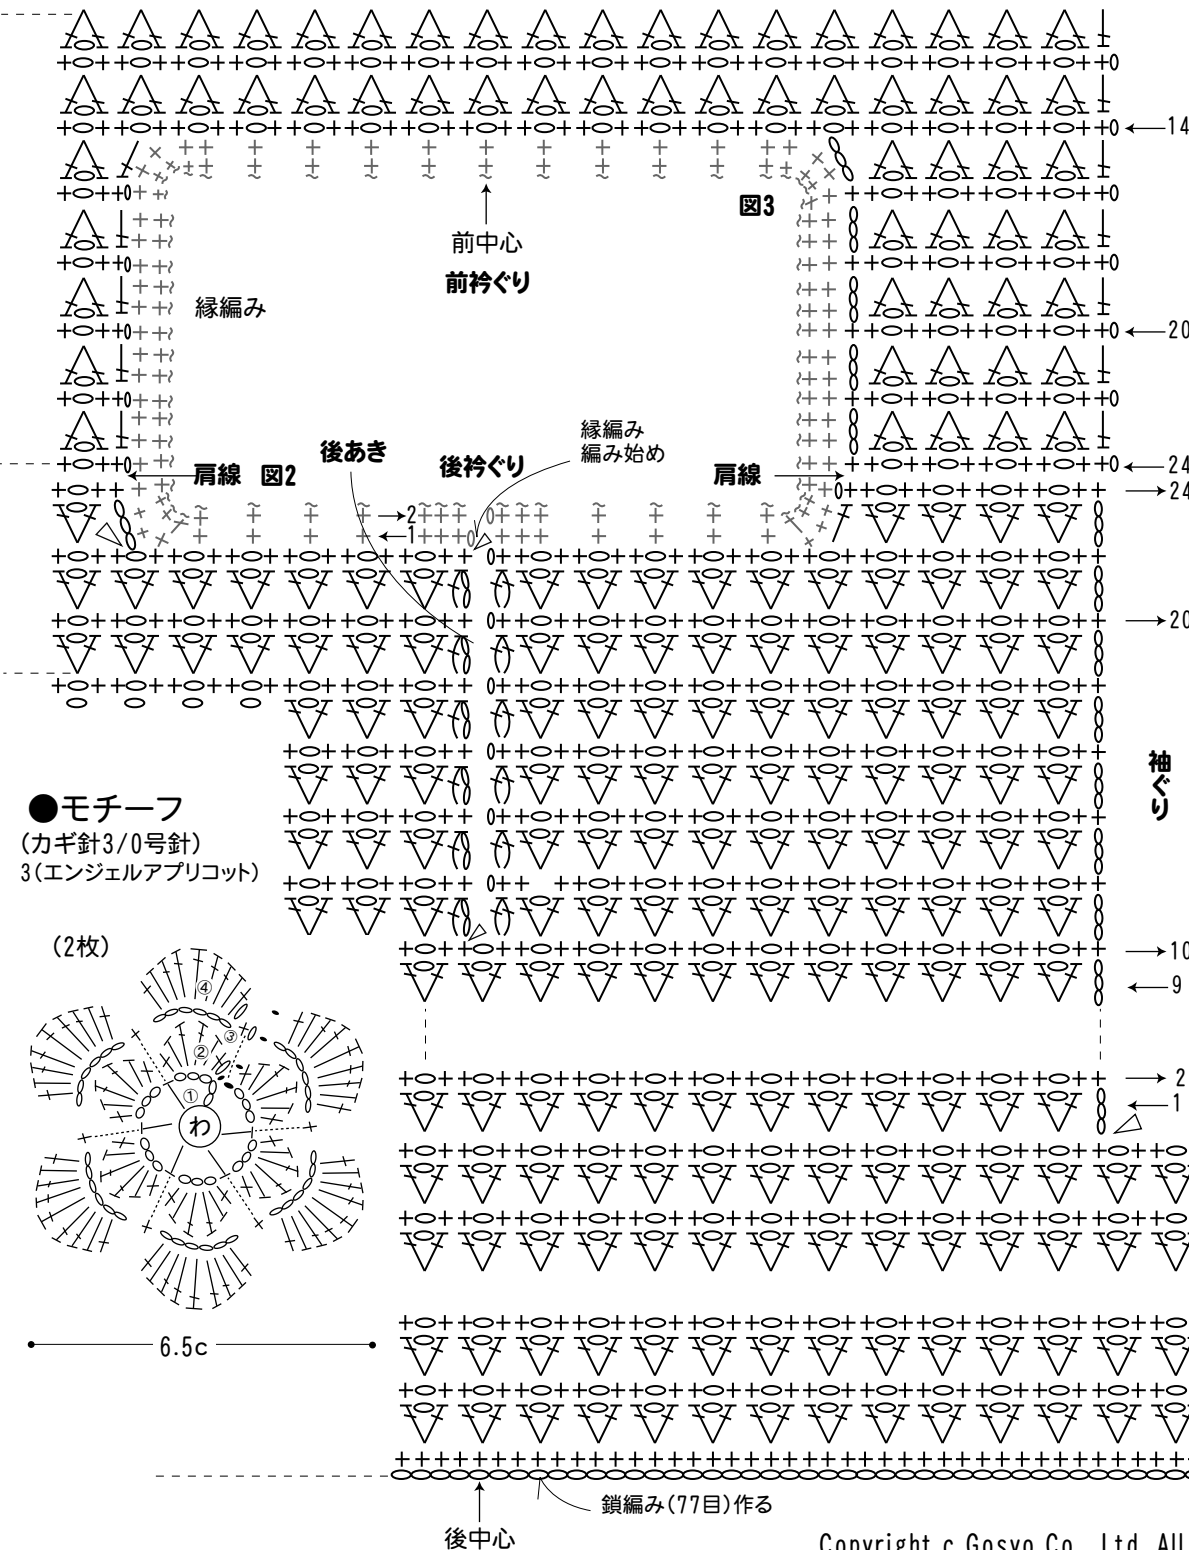 14
図3
前中心
前衿ぐり
縁編み
20
縁編み
編み始め
後あき
後衿ぐり
肩線 図2
肩線
24
24
2
1
20
袖ぐり
●モチーフ
(カギ針3/0号針)
3(エンジェルアプリコット)
(2枚)
10
9
④
③
②
①
わ
2
1
6.5c
鎖編み(77目)作る
後中心
Copyright c Gosyo Co., Ltd. All